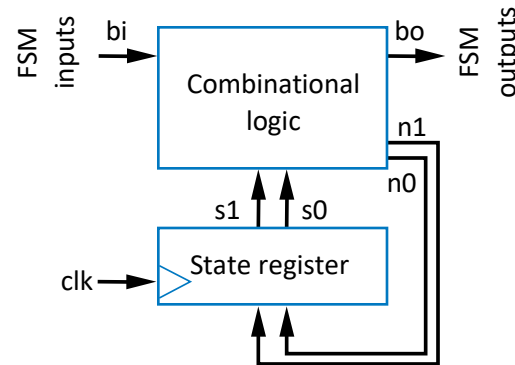 FSM
inputs
bi
Combinational
logic
bo
FSM
outputs
n1
n0
s1
s0
clk
State register